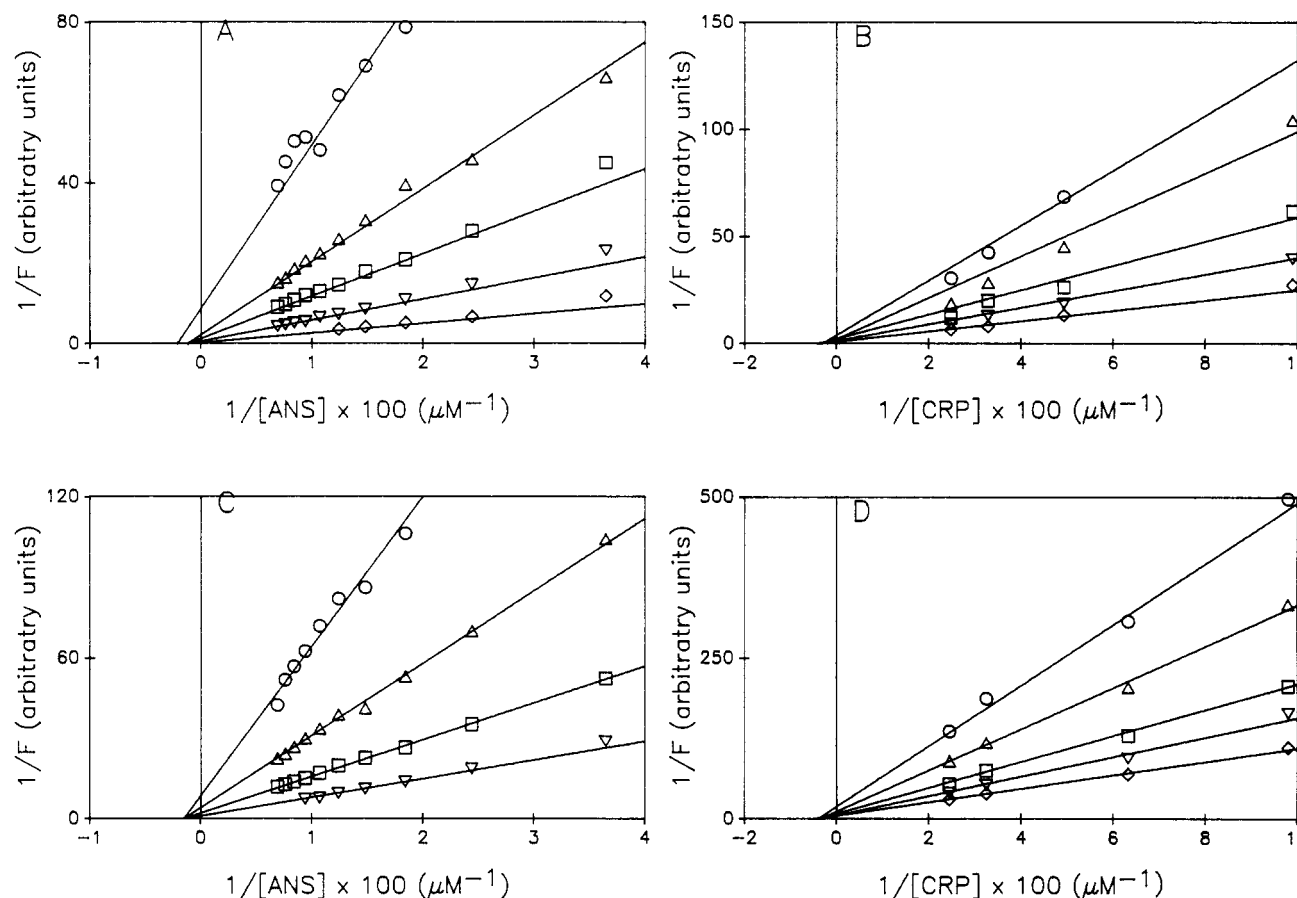 A
80
40
0
-1 0 1 2 3 4
1/F (arbitratry units)
1/[ANS] x 100 (μM⁻¹)
B
150
100
50
0
-2 0 2 4 6 8 10
1/F (arbitratry units)
1/[CRP] x 100 (μM⁻¹)
C
120
60
0
-1 0 1 2 3 4
1/F (arbitratry units)
1/[ANS] x 100 (μM⁻¹)
D
500
250
0
-2 0 2 4 6 8 10
1/F (arbitratry units)
1/[CRP] x 100 (μM⁻¹)